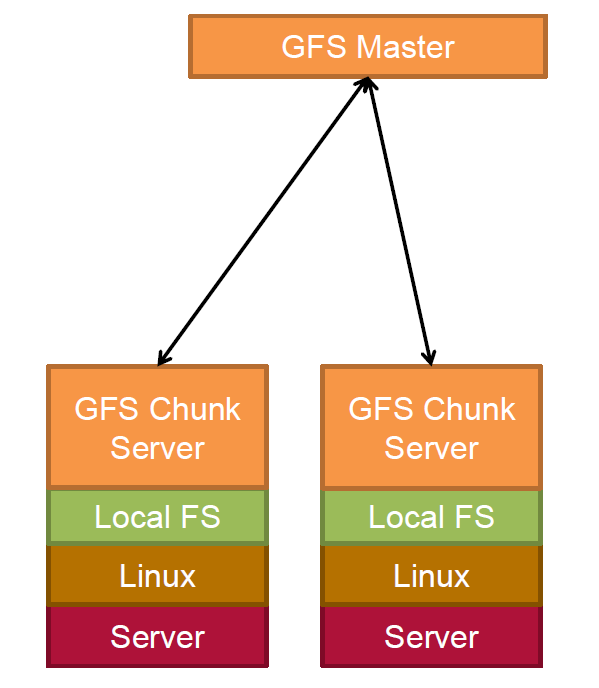 GFS Master
GFS Chunk
Server
Local FS
Linux
Server
GFS Chunk
Server
Local FS
Linux
Server